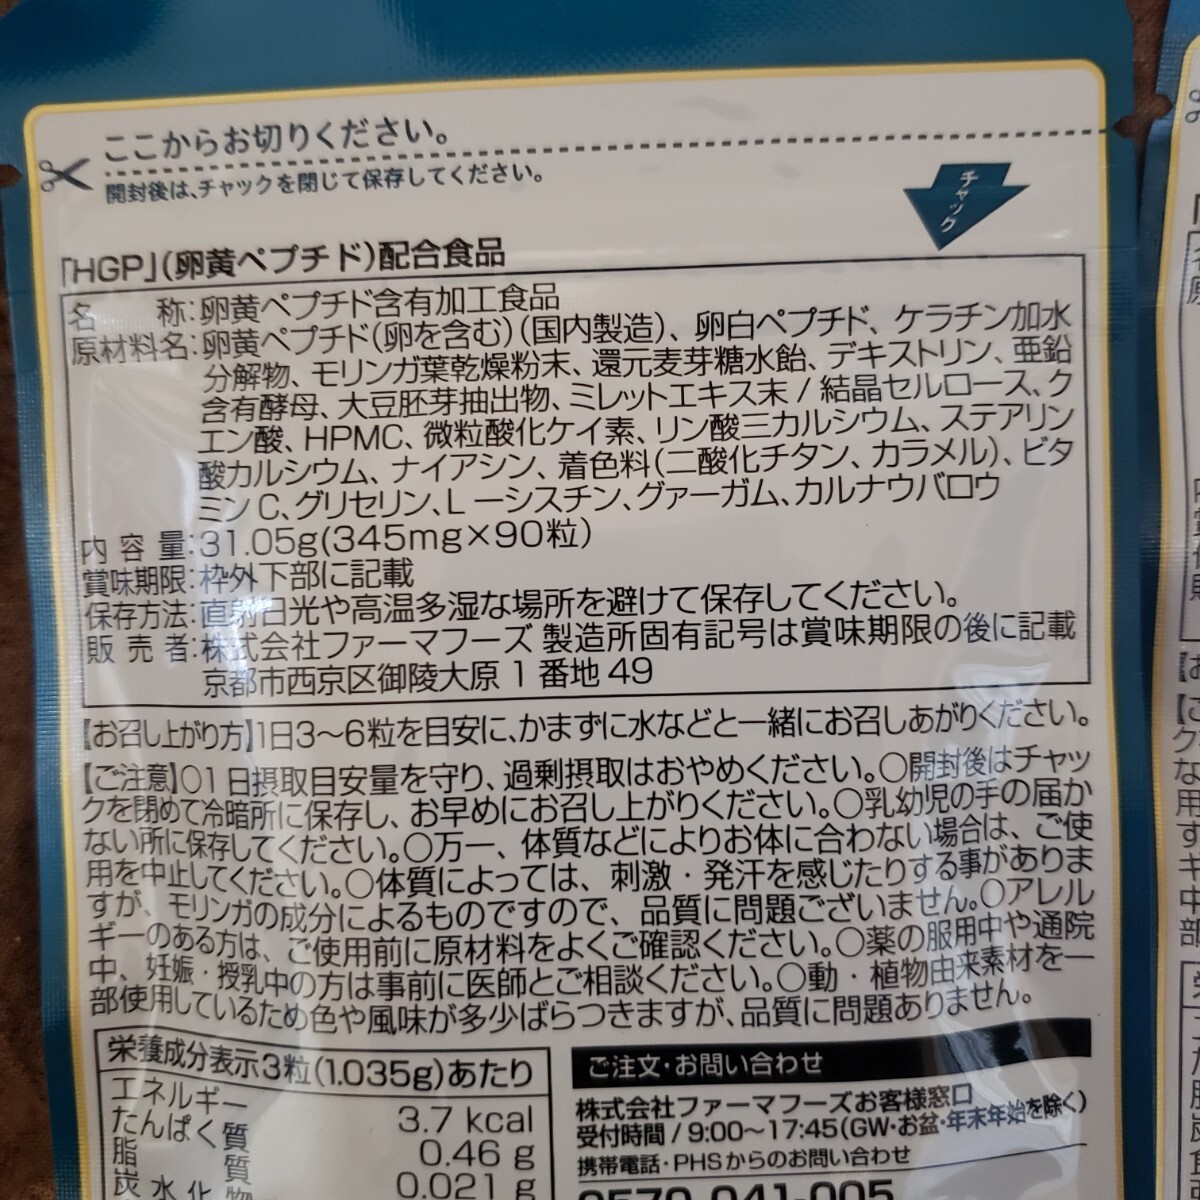 ここからお切りください。
開封後は、チャックを閉じて保存してください。
チャック
「HGP」(卵黄ペプチド)配合食品
名称:卵黄ペプチド含有加工食品
原材料名:卵黄ペプチド(卵を含む)(国内製造)、卵白ペプチド、ケラチン加水
分解物、モリンガ葉乾燥粉末、還元麦芽糖水飴、デキストリン、亜鉛
含有酵母、大豆胚芽抽出物、ミレットエキス末/結晶セルロース、ク
エン酸、HPMC、微粒酸化ケイ素、リン酸三カルシウム、ステアリン
酸カルシウム、ナイアシン、着色料(二酸化チタン、カラメル)、ビタ
ミンC、グリセリン、L－シスチン、グァーガム、カルナウバロウ
内容量:31.05g(345mg×90粒)
賞味期限:枠外下部に記載
保存方法:直射日光や高温多湿な場所を避けて保存してください。
販売者:株式会社ファーマフーズ 製造所固有記号は賞味期限の後に記載
京都市西京区御陵大原1番地49
【お召し上がり方】1日3～6粒を目安に、かまずに水などと一緒にお召しあがりください。
【ご注意】○1日摂取目安量を守り、過剰摂取はおやめください。○開封後はチャッ
クを閉めて冷暗所に保存し、お早めにお召し上がりください。○乳幼児の手の届か
ない所に保存してください。○万一、体質などによりお体に合わない場合は、ご使
用を中止してください。○体質によっては、刺激・発汗を感じたりする事がありま
すが、モリンガの成分によるものですので、品質に問題ございません。○アレル
ギーのある方は、ご使用前に原材料をよくご確認ください。○薬の服用中や通院
中、妊娠・授乳中の方は事前に医師とご相談ください。○動・植物由来素材を一
部使用しているため色や風味が多少ばらつきますが、品質に問題ありません。
栄養成分表示3粒(1.035g)あたり
エネルギー 3.7 kcal
たんぱく質 0.46 g
脂質 0.021 g
炭水化物
ご注文・お問い合わせ
株式会社ファーマフーズお客様窓口
受付時間/9:00～17:45(GW・お盆・年末年始を除く)
携帯電話・PHSからのお問い合わせ
0570-041-005